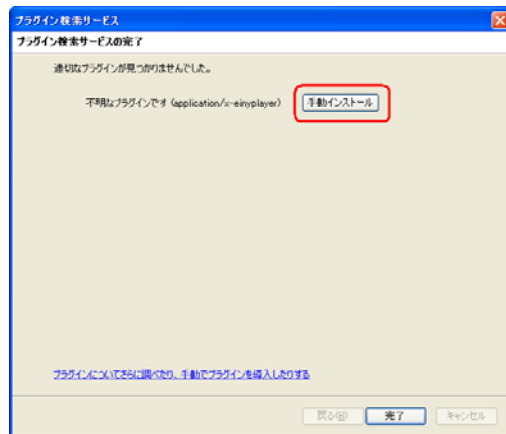 プラグイン検索サービス
プラグイン検索サービスの完了
適切なプラグインが見つかりませんでした。
不明なプラグインです (application/x-einyplayer) 手動インストール
プラグインについてさらに調べたり、手動でプラグインを導入したりする
戻る(B) 完了 キャンセル